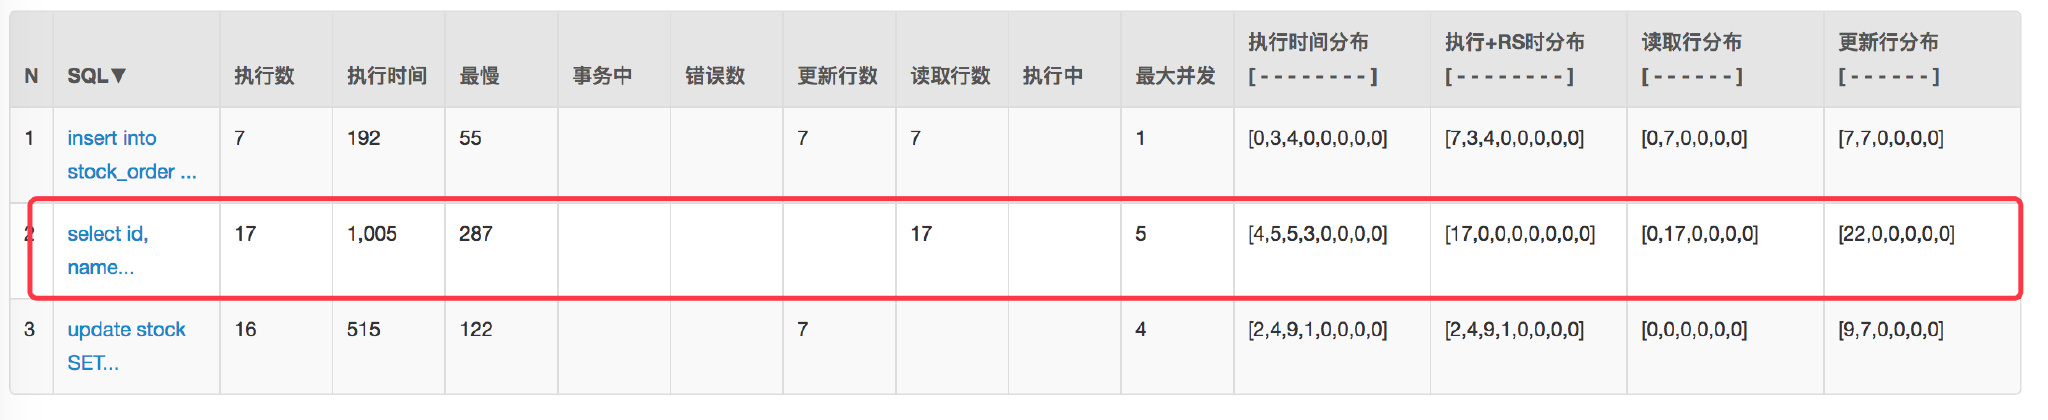 N SQL▼ 执行数 执行时间 最慢 事务中 错误数 更新行数 读取行数 执行中 最大并发 执行时间分布 [ - - - - - - - - ] 执行+RS时分布 [ - - - - - - - - ] 读取行分布 [ - - - - - - ] 更新行分布 [ - - - - - - ]
1 insert into 7 192 55 7 7 1 [0,3,4,0,0,0,0,0] [7,3,4,0,0,0,0,0] [0,7,0,0,0,0] [7,7,0,0,0,0]
stock_order ...
2 select id, 17 1,005 287 17 5 [4,5,5,3,0,0,0,0] [17,0,0,0,0,0,0,0] [0,17,0,0,0,0] [22,0,0,0,0,0]
name...
3 update stock 16 515 122 7 4 [2,4,9,1,0,0,0,0] [2,4,9,1,0,0,0,0] [0,0,0,0,0,0] [9,7,0,0,0,0]
SET...